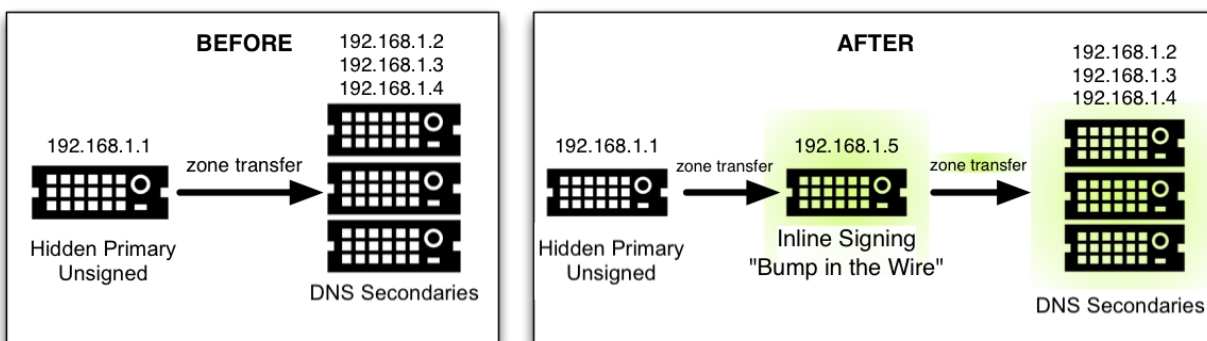 BEFORE
192.168.1.2
192.168.1.3
192.168.1.4
192.168.1.1
zone transfer
Hidden Primary
Unsigned
DNS Secondaries
AFTER
192.168.1.2
192.168.1.3
192.168.1.4
192.168.1.1
zone transfer
192.168.1.5
zone transfer
Hidden Primary
Unsigned
Inline Signing
"Bump in the Wire"
DNS Secondaries